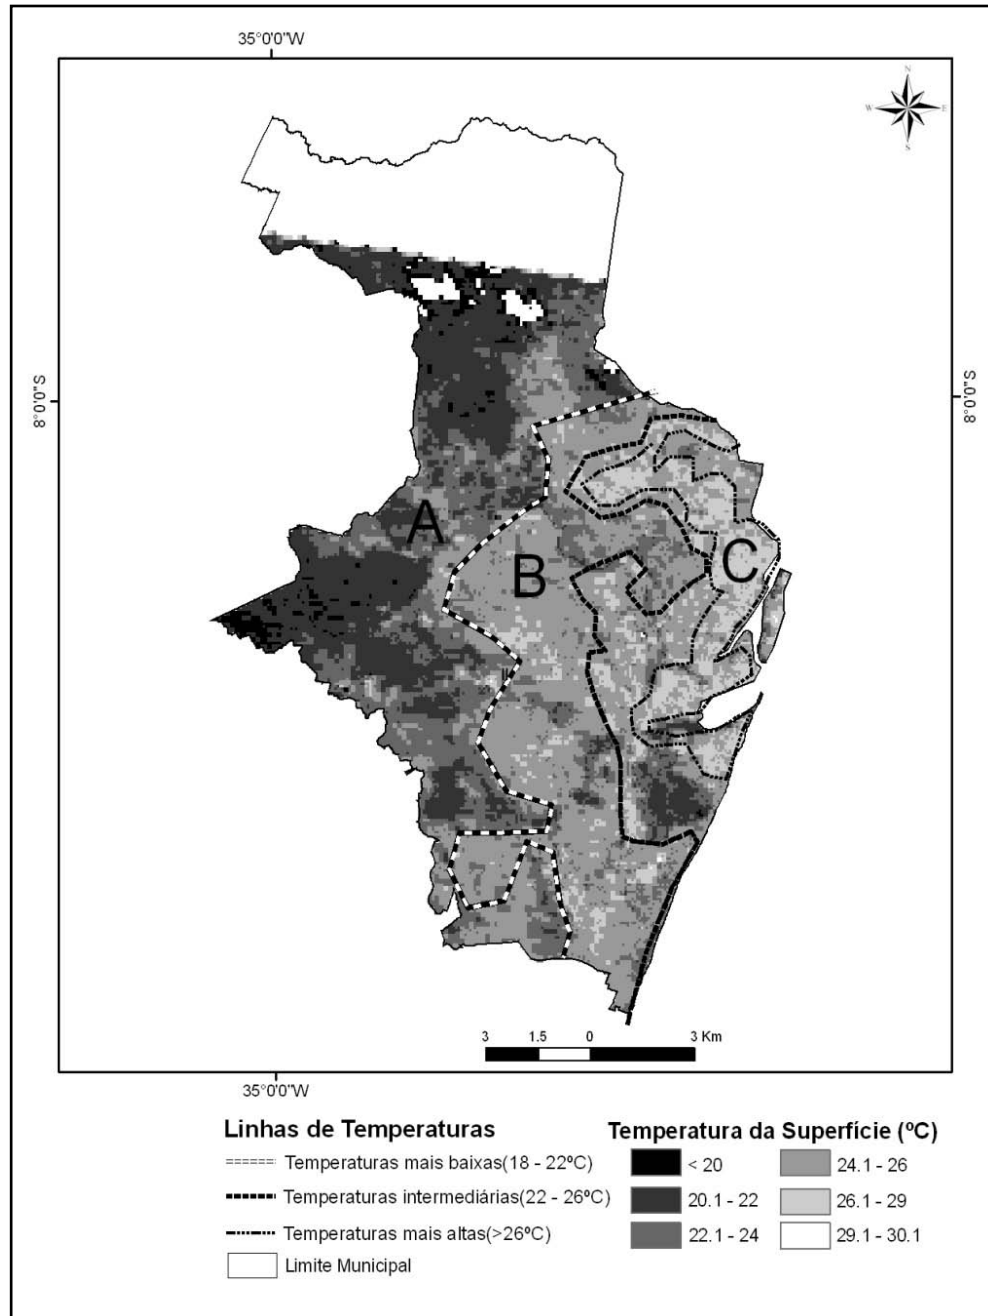 35°0'0"W
N
W E
S
8°0'0"S
8°0'0"S
A
B
C
3 1.5 0 3 Km
35°0'0"W
Linhas de Temperaturas
Temperaturas mais baixas(18 - 22ºC)
Temperaturas intermediárias(22 - 26ºC)
Temperaturas mais altas(>26ºC)
Limite Municipal
Temperatura da Superfície (ºC)
< 20
20.1 - 22
22.1 - 24
24.1 - 26
26.1 - 29
29.1 - 30.1